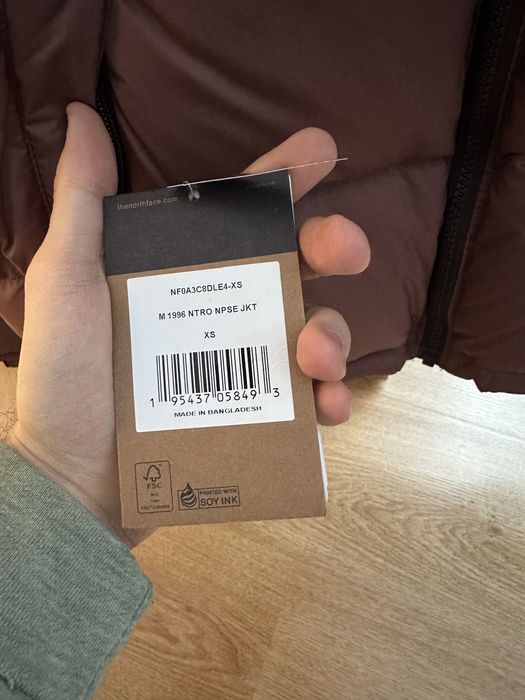 thenorthface.com
NF0A3C8DLE4-XS
M 1996 NTRO NPSE JKT
XS
1 95437 05849 3
MADE IN BANGLADESH
FSC
PRINTED WITH
SOY INK